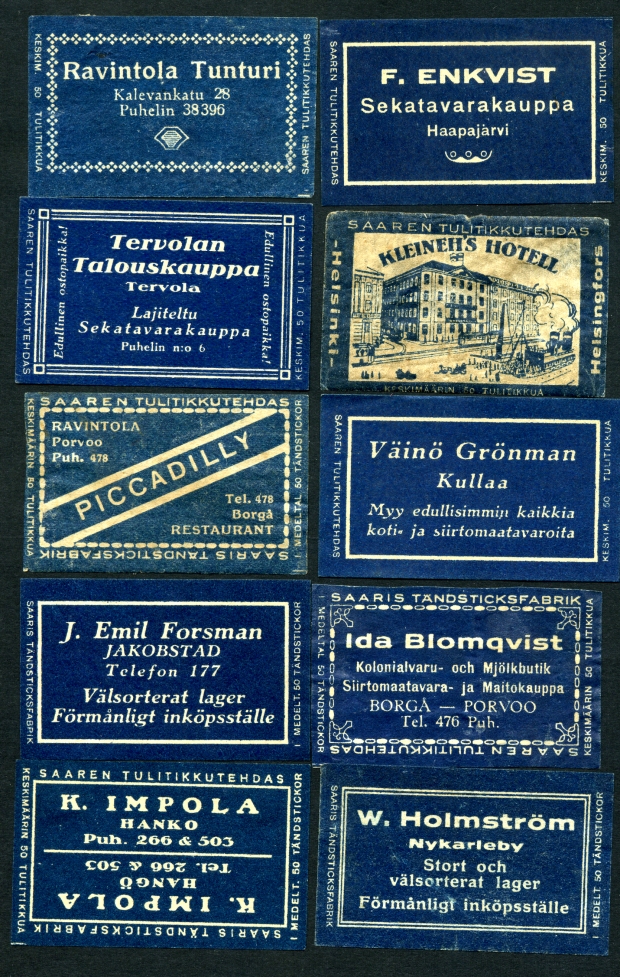 KESKIM. 50 TULITIKKUA
Ravintola Tunturi
Kalevankatu 28
Puhelin 38396
SAAREN TULITIKKUTEHDAS
SAAREN TULITIKKUTEHDAS
F. ENKVIST
Sekatavarakauppa
Haapajärvi
KESKIM. 50 TULITIKKUA
SAAREN TULITIKKUTEHDAS
Edullinen ostopaikka!
Tervolan
Talouskauppa
Tervola
Lajiteltu
Sekatavarakauppa
Puhelin n:o 6
Edullinen ostopaikka!
KESKIM. 50 TULITIKKUA
SAAREN TULITIKKUTEHDAS
KLEINEH'S HOTELL
-Helsinki-
Helsingfors
KESKIMÄÄRIN 50 TULITIKKUA
SAAREN TULITIKKUTEHDAS
KESKIMÄÄRIN 50 TULITIKKUA
RAVINTOLA
Porvoo
Puh. 478
PICCADILLY
Tel. 478
Borgå
RESTAURANT
I MEDELTAL 50 TÄNDSTICKOR
SAARIS TÄNDSTICKSFABRIK
SAAREN TULITIKKUTEHDAS
Väinö Grönman
Kullaa
Myy edullisimmin kaikkia
koti- ja siirtomaatavaroita
KESKIM. 50 TULITIKKUA
SAARIS TÄNDSTICKSFABRIK
J. Emil Forsman
JAKOBSTAD
Telefon 177
Välsorterat lager
Förmånligt inköpsställe
I MEDELT. 50 TÄNDSTICKOR
SAARIS TÄNDSTICKSFABRIK
I MEDELTAL 50 TÄNDSTICKOR
Ida Blomqvist
Kolonialvaru- och Mjölkbutik
Siirtomaatavara- ja Maitokauppa
BORGÅ — PORVOO
Tel. 476 Puh.
KESKIMÄÄRIN 50 TULITIKKUA
SAAREN TULITIKKUTEHDAS
SAAREN TULITIKKUTEHDAS
KESKIMÄÄRIN 50 TULITIKKUA
K. IMPOLA
HANKO
Puh. 266 & 503
Tel. 266 & 503
HANGÖ
K. IMPOLA
I MEDELT. 50 TÄNDSTICKOR
SAARIS TÄNDSTICKSFABRIK
SAARIS TÄNDSTICKSFABRIK
W. Holmström
Nykarleby
Stort och
välsorterat lager
Förmånligt inköpsställe
I MEDELT. 50 TÄNDSTICKOR